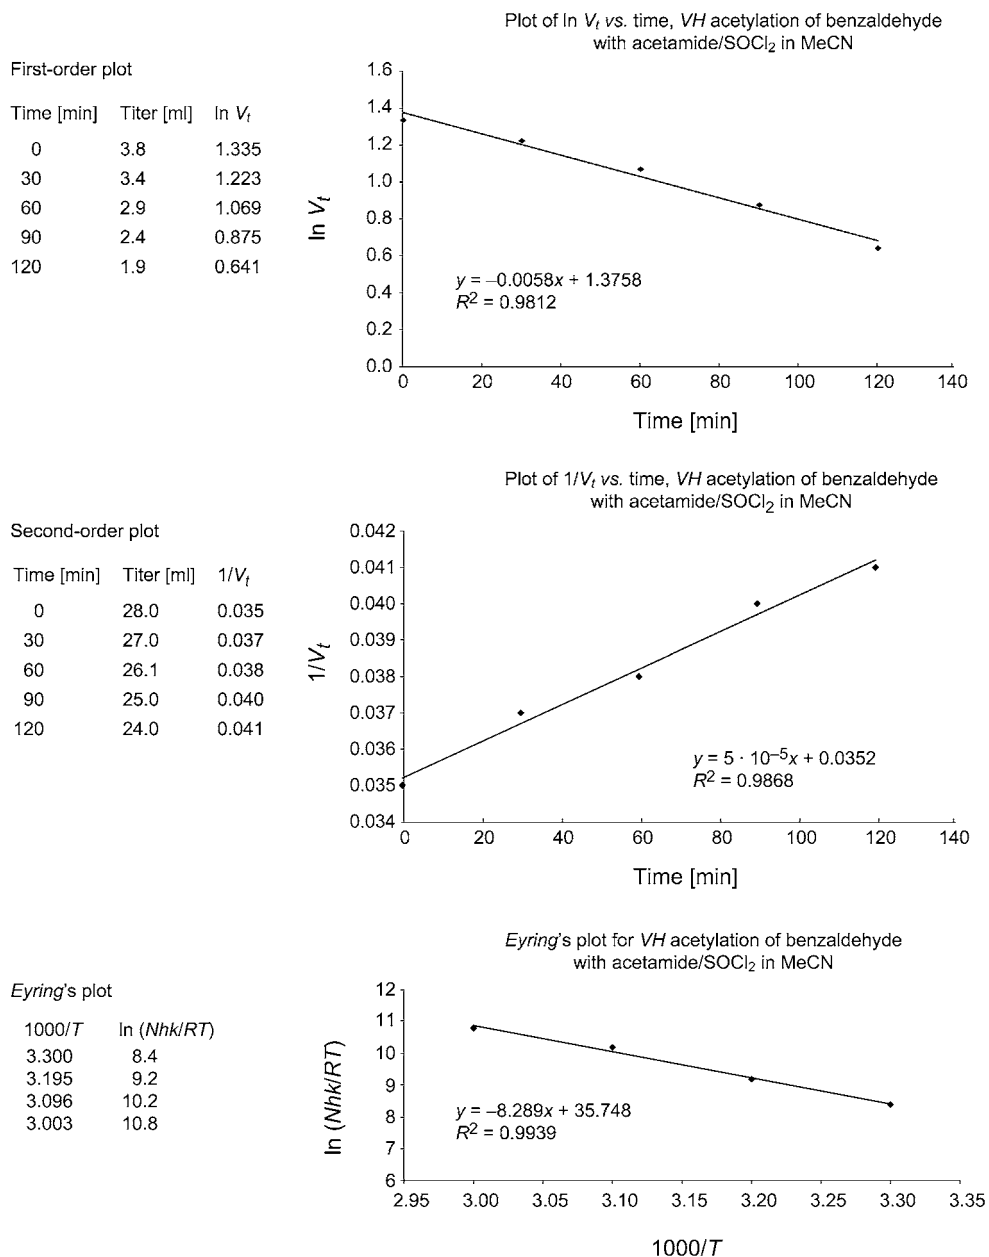 Plot of ln Vt vs. time, VH acetylation of benzaldehyde
with acetamide/SOCl2 in MeCN
First-order plot
Time [min] Titer [ml] ln Vt
0 3.8 1.335
30 3.4 1.223
60 2.9 1.069
90 2.4 0.875
120 1.9 0.641
ln Vt
1.6
1.4
1.2
1.0
0.8
0.6
0.4
0.2
0.0
y = –0.0058x + 1.3758
R2 = 0.9812
0 20 40 60 80 100 120 140
Time [min]
Plot of 1/Vt vs. time, VH acetylation of benzaldehyde
with acetamide/SOCl2 in MeCN
Second-order plot
Time [min] Titer [ml] 1/Vt
0 28.0 0.035
30 27.0 0.037
60 26.1 0.038
90 25.0 0.040
120 24.0 0.041
1/Vt
0.042
0.041
0.040
0.039
0.038
0.037
0.036
0.035
0.034
y = 5 · 10–5x + 0.0352
R2 = 0.9868
0 20 40 60 80 100 120 140
Time [min]
Eyring's plot for VH acetylation of benzaldehyde
with acetamide/SOCl2 in MeCN
Eyring's plot
1000/T ln (Nhk/RT)
3.300 8.4
3.195 9.2
3.096 10.2
3.003 10.8
ln (Nhk/RT)
12
11
10
9
8
7
6
y = –8.289x + 35.748
R2 = 0.9939
2.95 3.00 3.05 3.10 3.15 3.20 3.25 3.30 3.35
1000/T